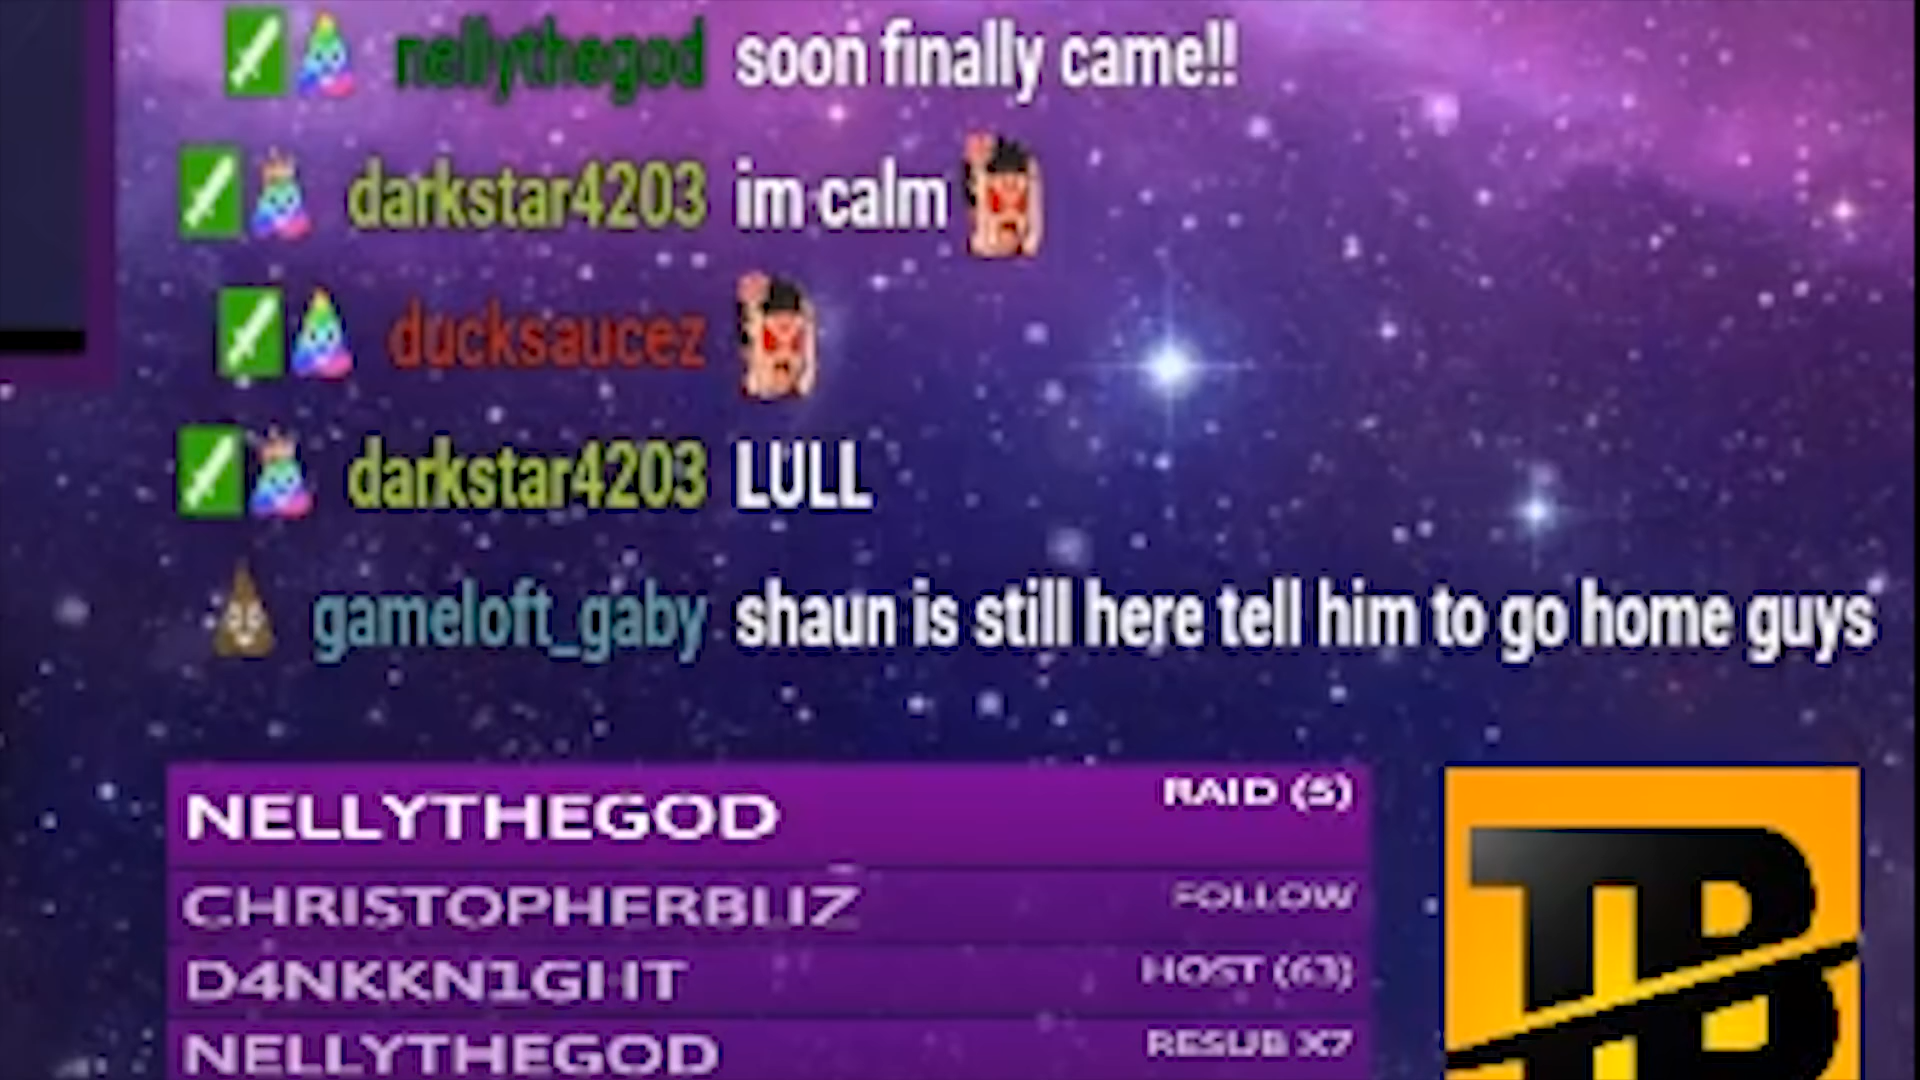 nellythegod soon finally came!!
darkstar4203 im calm
ducksaucez
darkstar4203 LULL
gameloft_gaby shaun is still here tell him to go home guys
NELLYTHEGOD RAID (5)
CHRISTOPHERBLIZ FOLLOW
D4NKKN1GHT HOST (63)
NELLYTHEGOD RESUB X7
TB